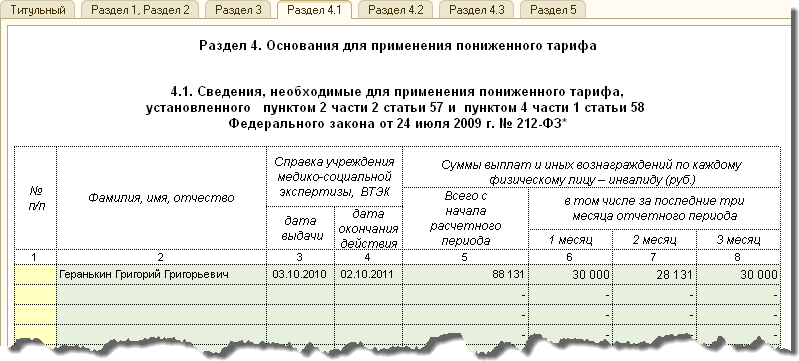 Титульный Раздел 1, Раздел 2 Раздел 3 Раздел 4.1 Раздел 4.2 Раздел 4.3 Раздел 5
Раздел 4. Основания для применения пониженного тарифа
4.1. Сведения, необходимые для применения пониженного тарифа,
установленного пунктом 2 части 2 статьи 57 и пунктом 4 части 1 статьи 58
Федерального закона от 24 июля 2009 г. № 212-ФЗ*
№
п/п
Фамилия, имя, отчество
Справка учреждения
медико-социальной
экспертизы, ВТЭК
дата
выдачи
дата
окончания
действия
Суммы выплат и иных вознаграждений по каждому
физическому лицу – инвалиду (руб.)
Всего с
начала
расчетного
периода
в том числе за последние три
месяца отчетного периода
1 месяц 2 месяц 3 месяц
1 2 3 4 5 6 7 8
Геранькин Григорий Григорьевич 03.10.2010 02.10.2011 88 131 30 000 28 131 30 000
- - - -
- - - -
- - - -
- - - -